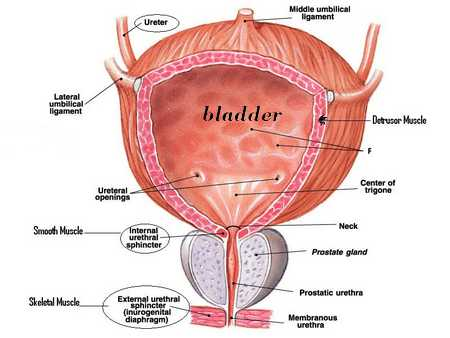 Middle umbilical
ligament
Ureter
Lateral
umbilical
ligament
bladder
Detrusor Muscle
F
Ureteral
openings
Center of
trigone
Neck
Smooth Muscle
Internal
urethral
sphincter
Prostate gland
Prostatic urethra
Skeletal Muscle
External urethral
sphincter
(inurogenital
diaphragm)
Membranous
urethra